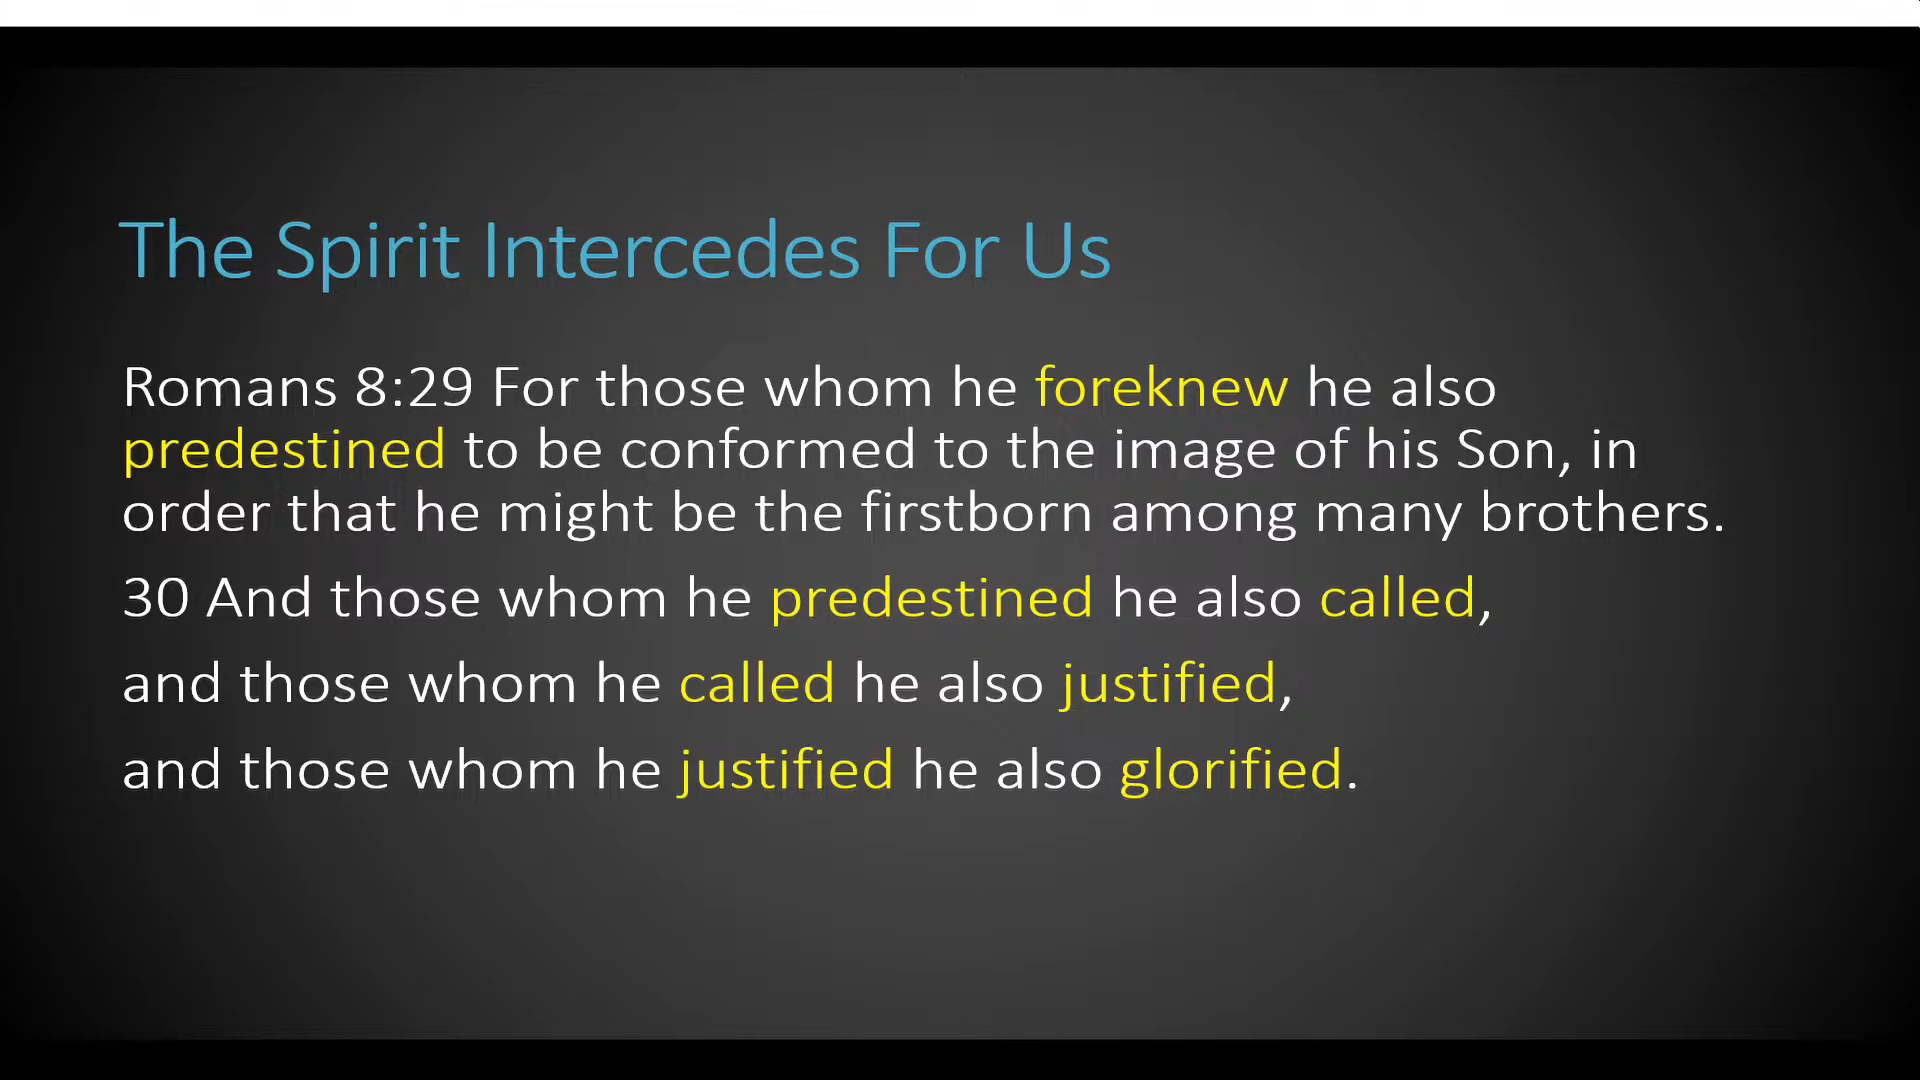 The Spirit Intercedes For Us
Romans 8:29 For those whom he foreknew he also
predestined to be conformed to the image of his Son, in
order that he might be the firstborn among many brothers.
30 And those whom he predestined he also called,
and those whom he called he also justified,
and those whom he justified he also glorified.